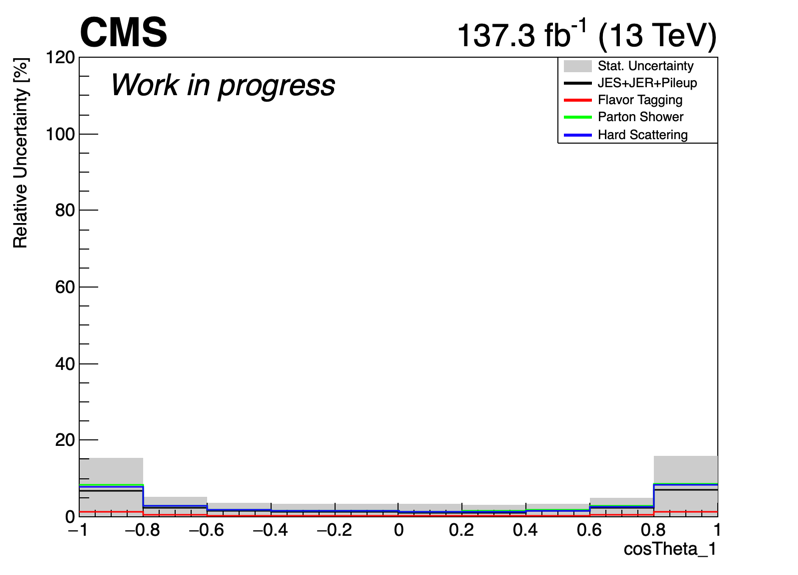 CMS 137.3 fb-1 (13 TeV)
Work in progress
Stat. Uncertainty
JES+JER+Pileup
Flavor Tagging
Parton Shower
Hard Scattering
Relative Uncertainty [%]
120
100
80
60
40
20
0
−1 −0.8 −0.6 −0.4 −0.2 0 0.2 0.4 0.6 0.8 1
cosTheta_1